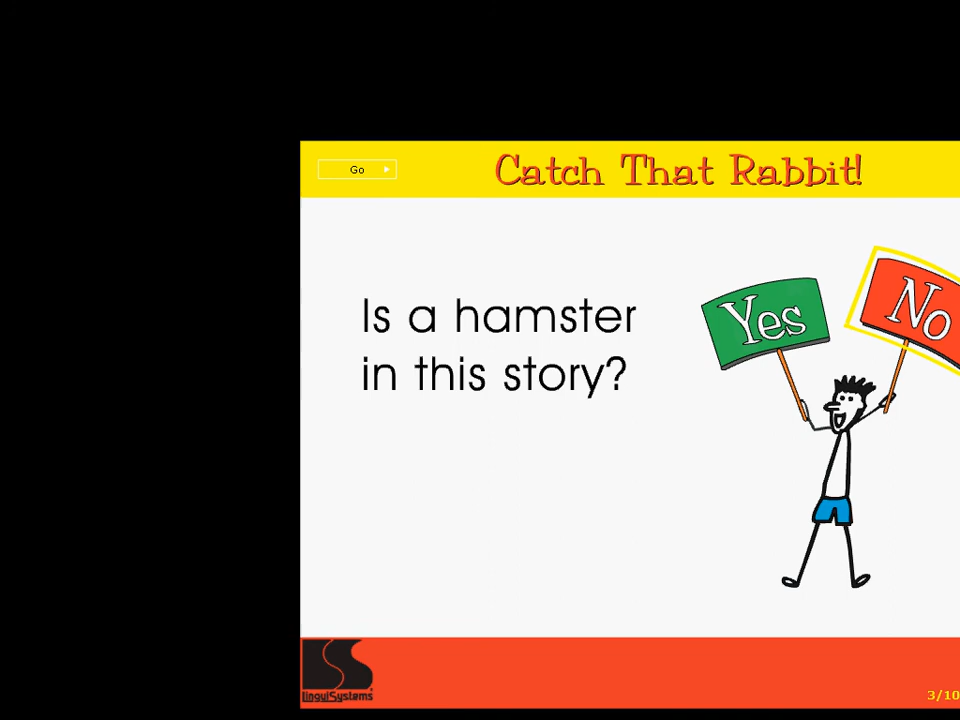 Go
Catch That Rabbit!
Is a hamster
in this story?
Yes
No
LinguiSystems
3/10